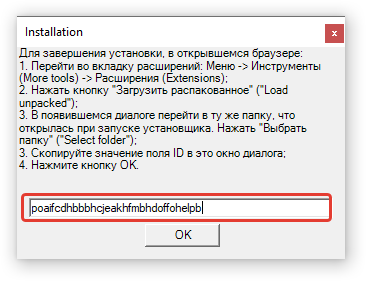 Installation
x
Для завершения установки, в открывшемся браузере:
1. Перейти во вкладку расширений: Меню -> Инструменты
(More tools) -> Расширения (Extensions);
2. Нажать кнопку "Загрузить распакованное" ("Load
unpacked");
3. В появившемся диалоге перейти в ту же папку, что
открылась при запуске установщика. Нажать "Выбрать
папку" ("Select folder");
3. Скопируйте значение поля ID в это окно диалога;
4. Нажмите кнопку OK.
poaifcdhbbbhcjeakhfmbhdoffohelpb
OK